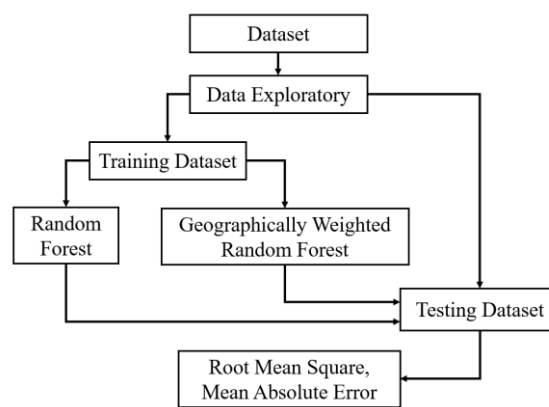 Dataset
Data Exploratory
Training Dataset
Random
Forest
Geographically Weighted
Random Forest
Testing Dataset
Root Mean Square,
Mean Absolute Error